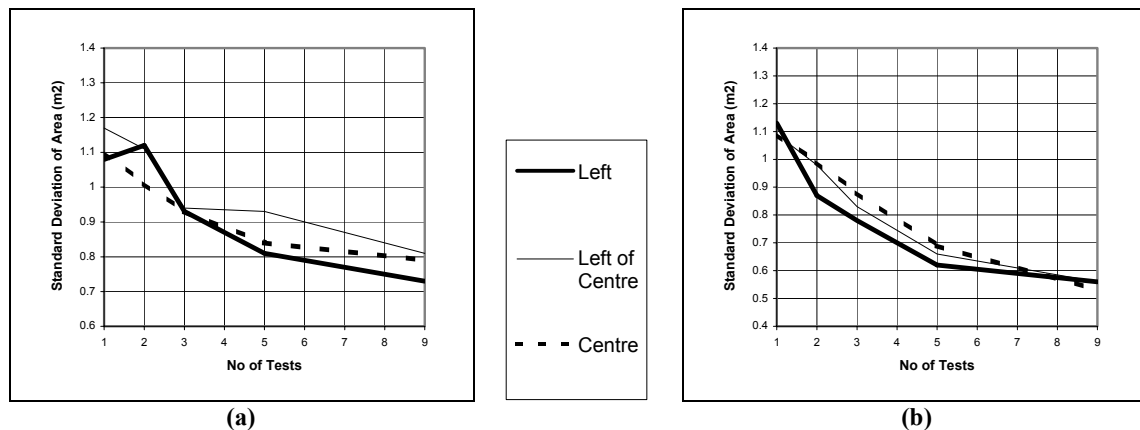 Standard Deviation of Area (m2)
1.4
1.3
1.2
1.1
1
0.9
0.8
0.7
0.6
1 2 3 4 5 6 7 8 9
No of Tests
(a)
Left
Left of
Centre
Centre
Standard Deviation of Area (m2)
1.4
1.3
1.2
1.1
1
0.9
0.8
0.7
0.6
0.5
0.4
1 2 3 4 5 6 7 8 9
No of Tests
(b)